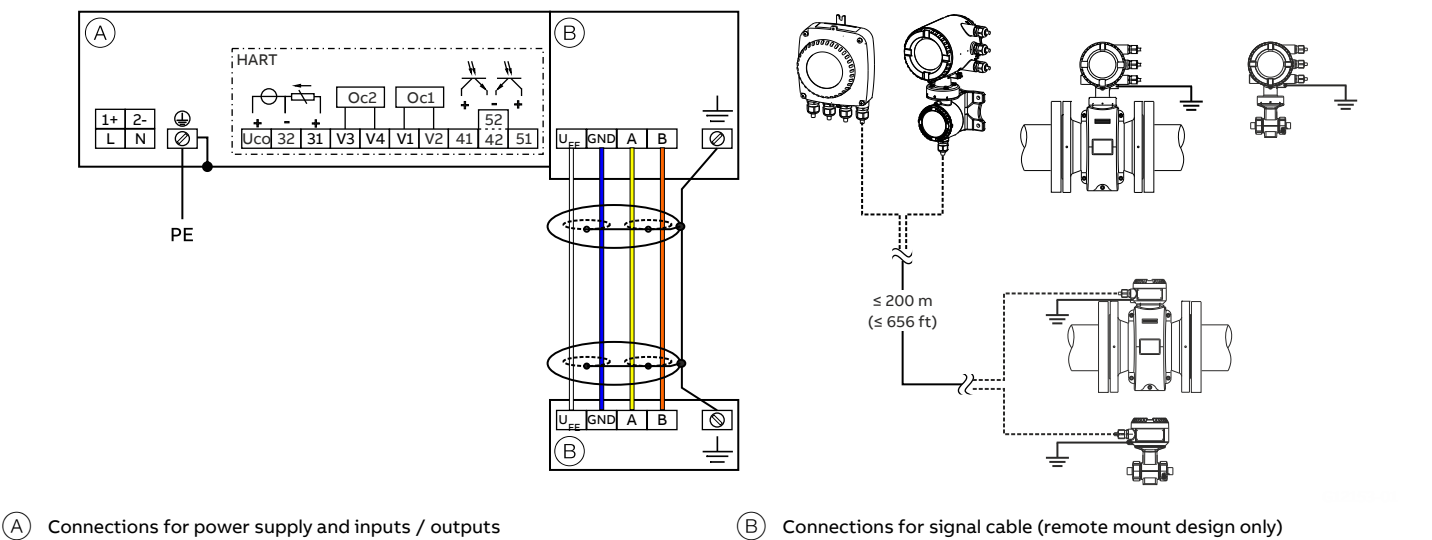 A
B
HART
Oc2
Oc1
+ - +
+ - +
52
1+ 2-
L N
Uco 32 31 V3 V4 V1 V2 41 42 51
UFE GND A B
PE
≤ 200 m
(≤ 656 ft)
UFE GND A B
B
A Connections for power supply and inputs / outputs
B Connections for signal cable (remote mount design only)